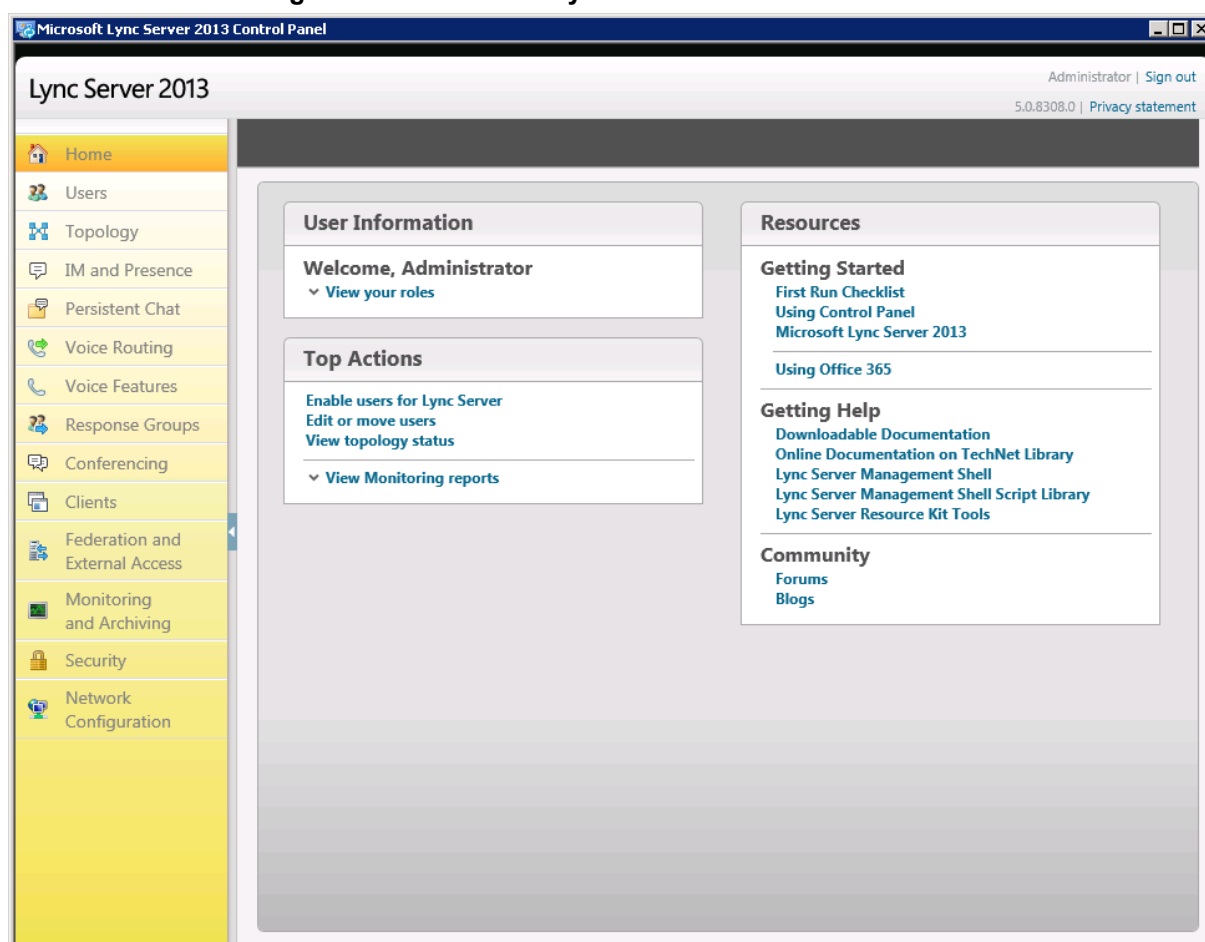 Microsoft Lync Server 2013 Control Panel
Lync Server 2013
Administrator | Sign out
5.0.8308.0 | Privacy statement
Home
Users
Topology
IM and Presence
Persistent Chat
Voice Routing
Voice Features
Response Groups
Conferencing
Clients
Federation and
External Access
Monitoring
and Archiving
Security
Network
Configuration
User Information
Welcome, Administrator
View your roles
Top Actions
Enable users for Lync Server
Edit or move users
View topology status
View Monitoring reports
Resources
Getting Started
First Run Checklist
Using Control Panel
Microsoft Lync Server 2013
Using Office 365
Getting Help
Downloadable Documentation
Online Documentation on TechNet Library
Lync Server Management Shell
Lync Server Management Shell Script Library
Lync Server Resource Kit Tools
Community
Forums
Blogs